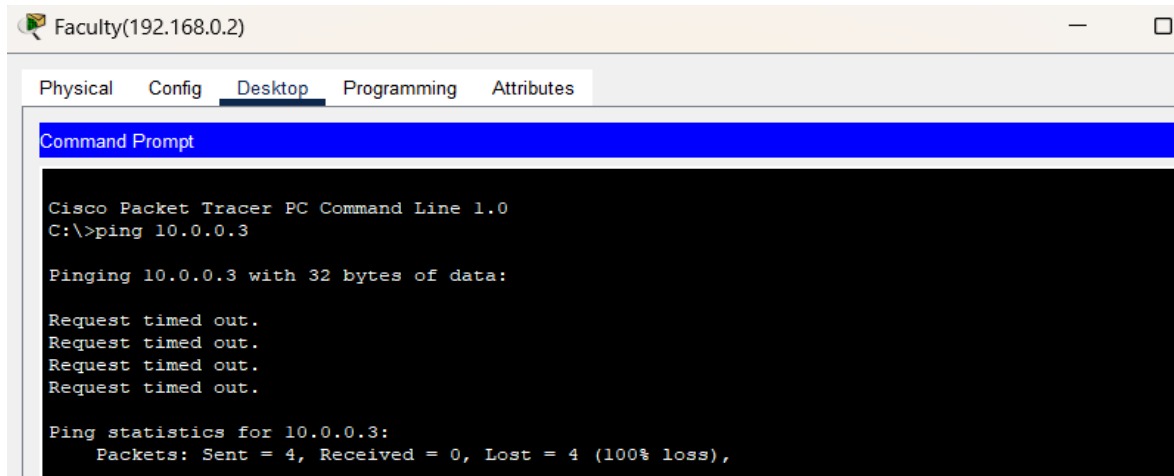 Faculty(192.168.0.2)
Physical Config Desktop Programming Attributes
Command Prompt
Cisco Packet Tracer PC Command Line 1.0
C:\>ping 10.0.0.3
Pinging 10.0.0.3 with 32 bytes of data:
Request timed out.
Request timed out.
Request timed out.
Request timed out.
Ping statistics for 10.0.0.3:
Packets: Sent = 4, Received = 0, Lost = 4 (100% loss),